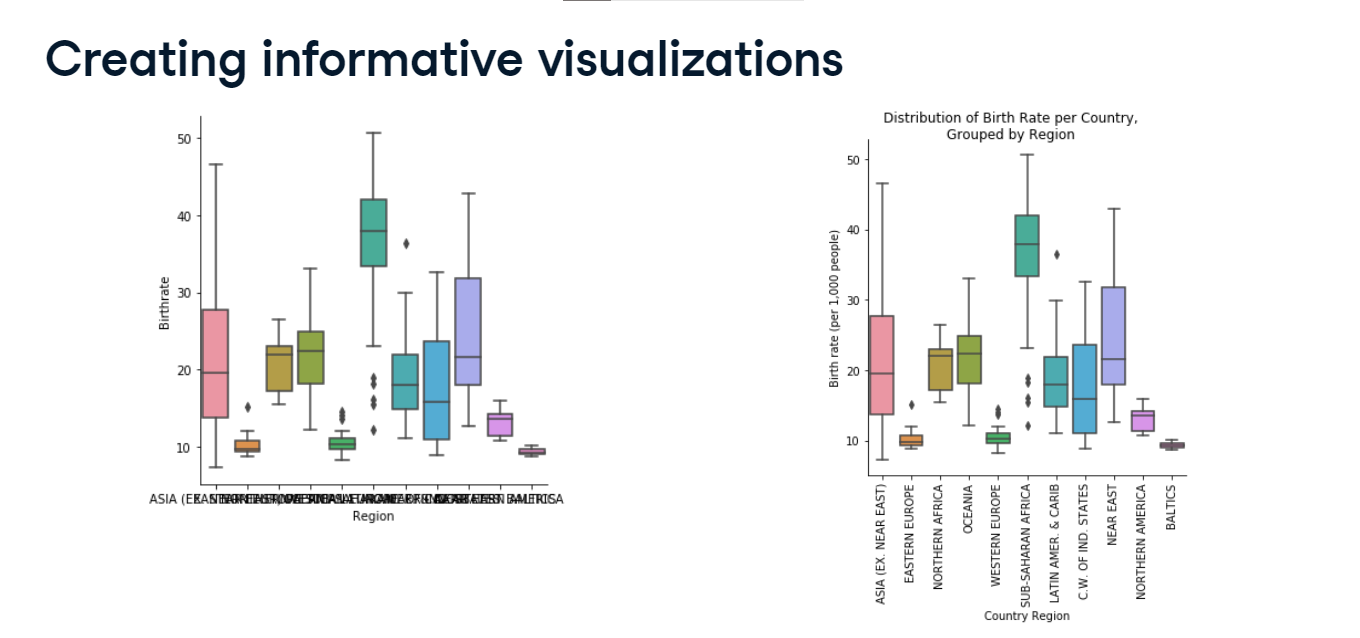 Creating informative visualizations
50
40
30
20
10
Birthrate
ASIA (EX.
BALTICS
Region
Distribution of Birth Rate per Country,
Grouped by Region
50
40
30
20
10
Birth rate (per 1,000 people)
ASIA (EX. NEAR EAST)
EASTERN EUROPE
NORTHERN AFRICA
OCEANIA
WESTERN EUROPE
SUB-SAHARAN AFRICA
LATIN AMER. & CARIB
C.W. OF IND. STATES
NEAR EAST
NORTHERN AMERICA
BALTICS
Country Region